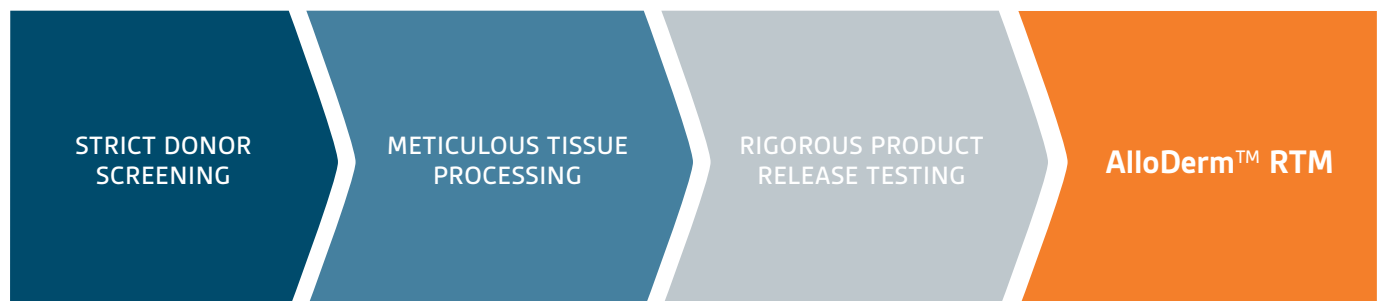 STRICT DONOR
SCREENING
METICULOUS TISSUE
PROCESSING
RIGOROUS PRODUCT
RELEASE TESTING
AlloDerm™ RTM